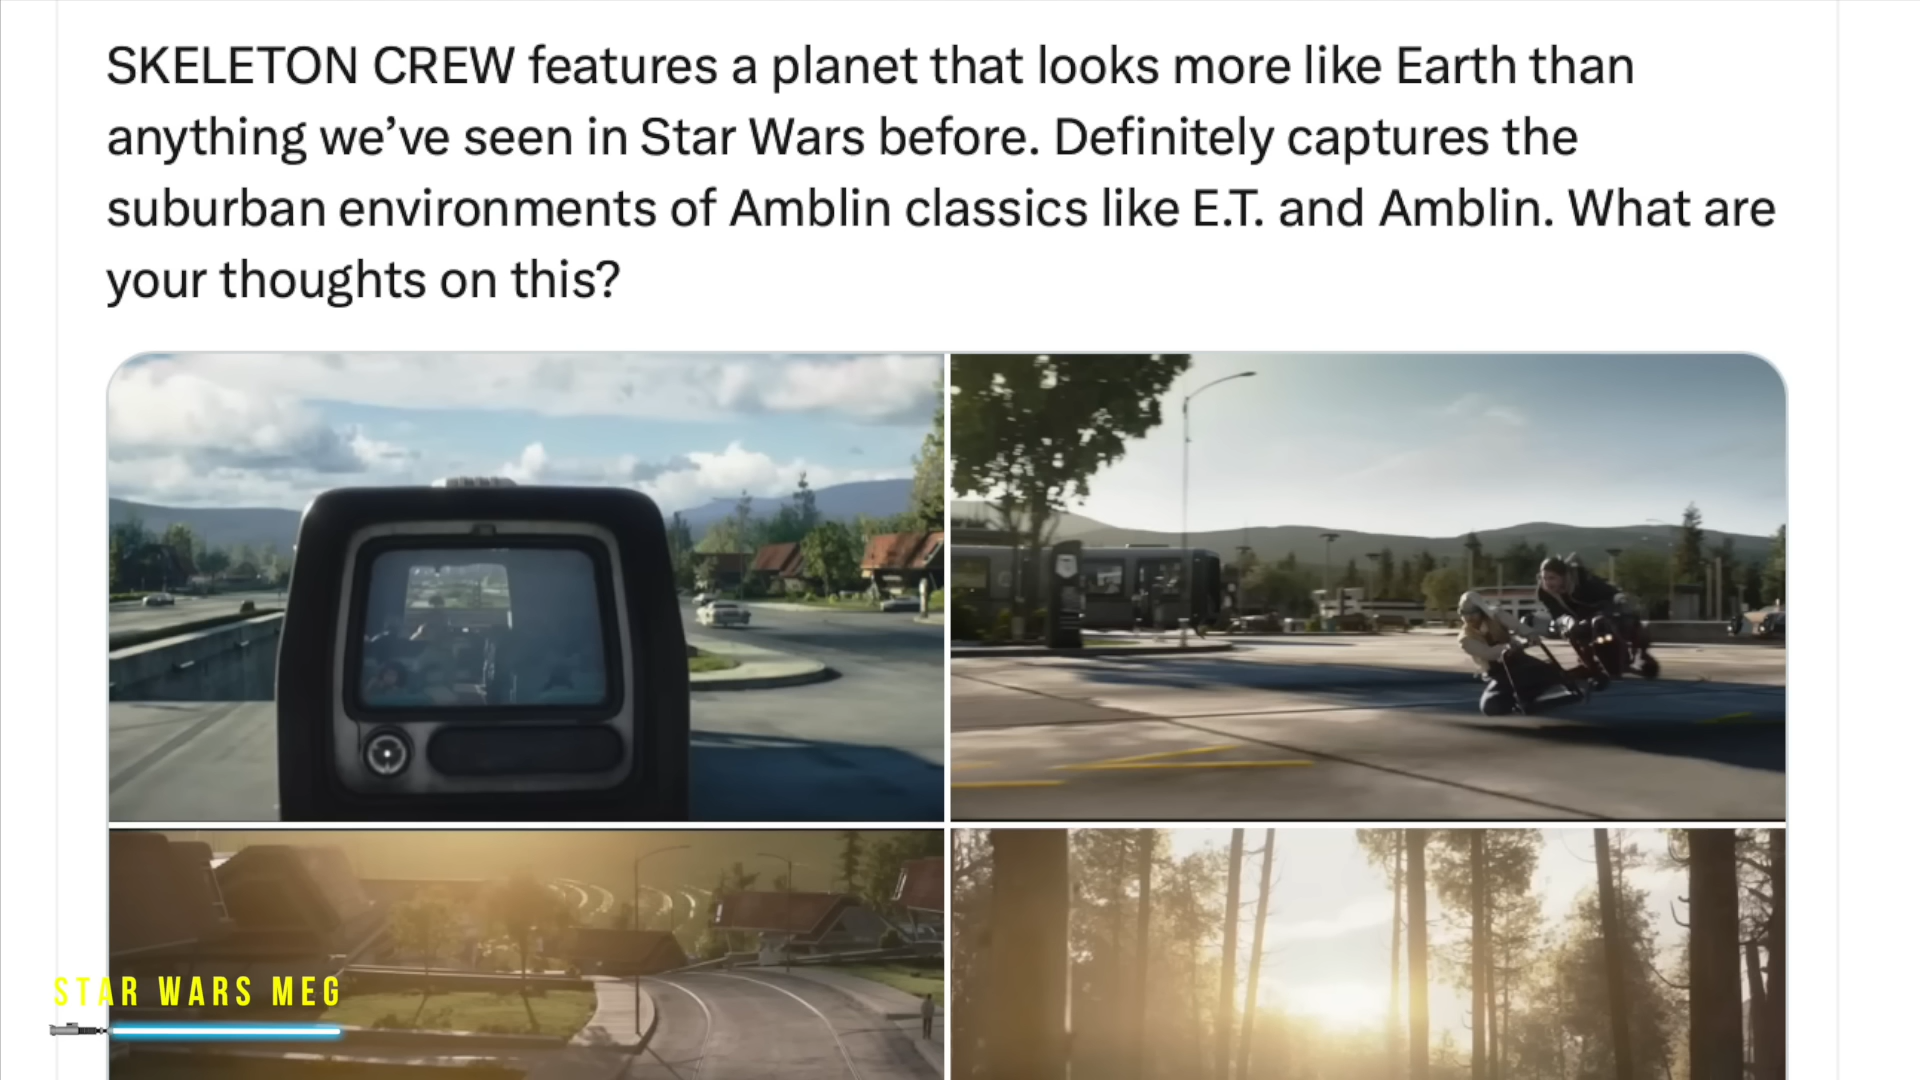 SKELETON CREW features a planet that looks more like Earth than
anything we’ve seen in Star Wars before. Definitely captures the
suburban environments of Amblin classics like E.T. and Amblin. What are
your thoughts on this?
STAR WARS MEG